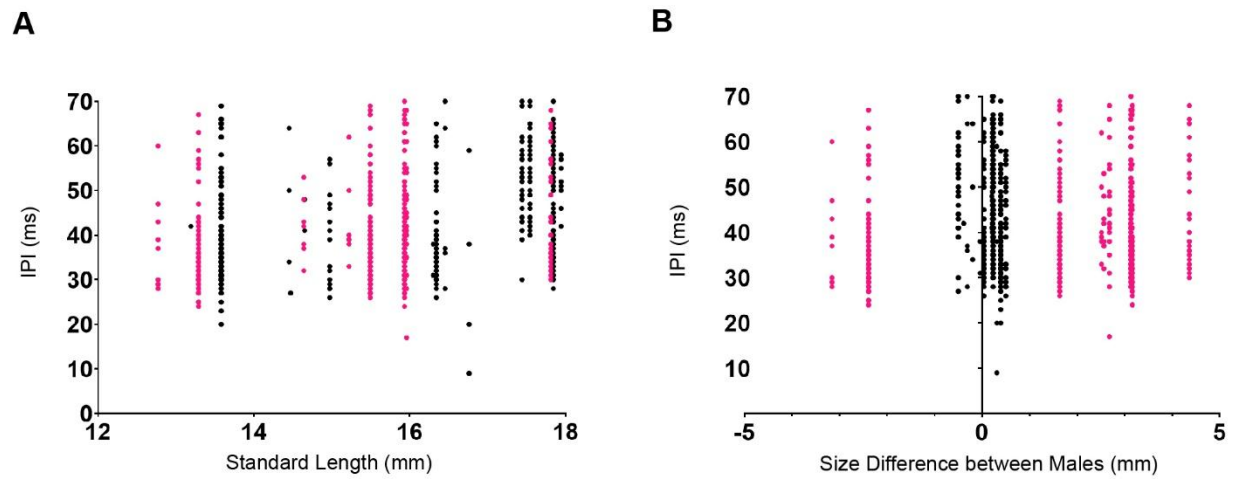 A
70
60
50
40
30
20
10
0
IPI (ms)
12 14 16 18
Standard Length (mm)
B
70
60
50
40
30
20
10
IPI (ms)
-5 0 5
Size Difference between Males (mm)